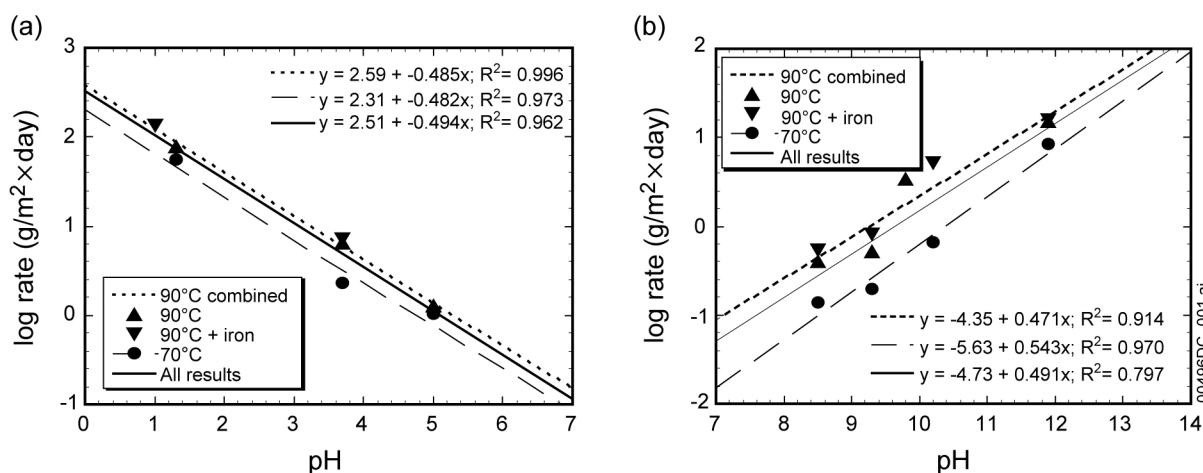 (a)
3
2
1
0
-1
log rate (g/m²×day)
y = 2.59 + -0.485x; R²= 0.996
y = 2.31 + -0.482x; R²= 0.973
y = 2.51 + -0.494x; R²= 0.962
90°C combined
90°C
90°C + iron
70°C
All results
0 1 2 3 4 5 6 7
pH
(b)
2
1
0
-1
-2
log rate (g/m²×day)
90°C combined
90°C
90°C + iron
70°C
All results
y = -4.35 + 0.471x; R²= 0.914
y = -5.63 + 0.543x; R²= 0.970
y = -4.73 + 0.491x; R²= 0.797
7 8 9 10 11 12 13 14
pH